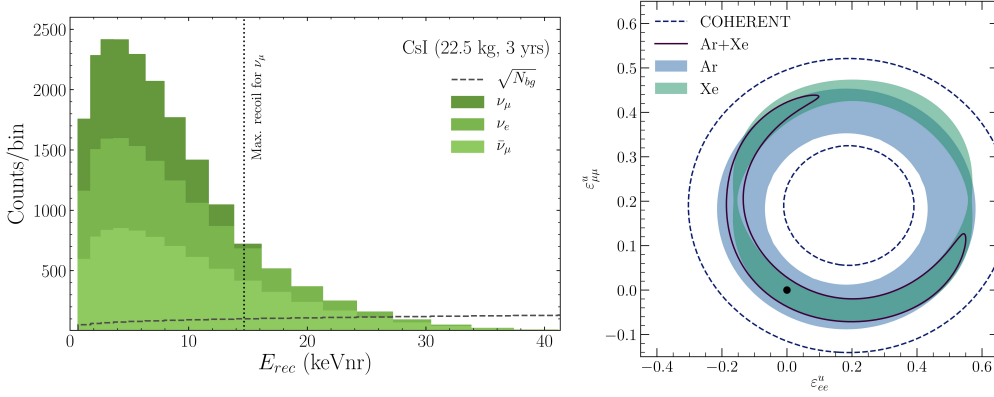 CsI (22.5 kg, 3 yrs)
√N_bg
ν_μ
ν_e
ν̄_μ
Max. recoil for ν_μ
Counts/bin
2500
2000
1500
1000
500
0
10
20
30
40
E_rec (keVnr)
COHERENT
Ar+Xe
Ar
Xe
ε^u_μμ
0.6
0.5
0.4
0.3
0.2
0.1
0.0
−0.1
−0.4
−0.2
0.0
0.2
0.4
0.6
ε^u_ee